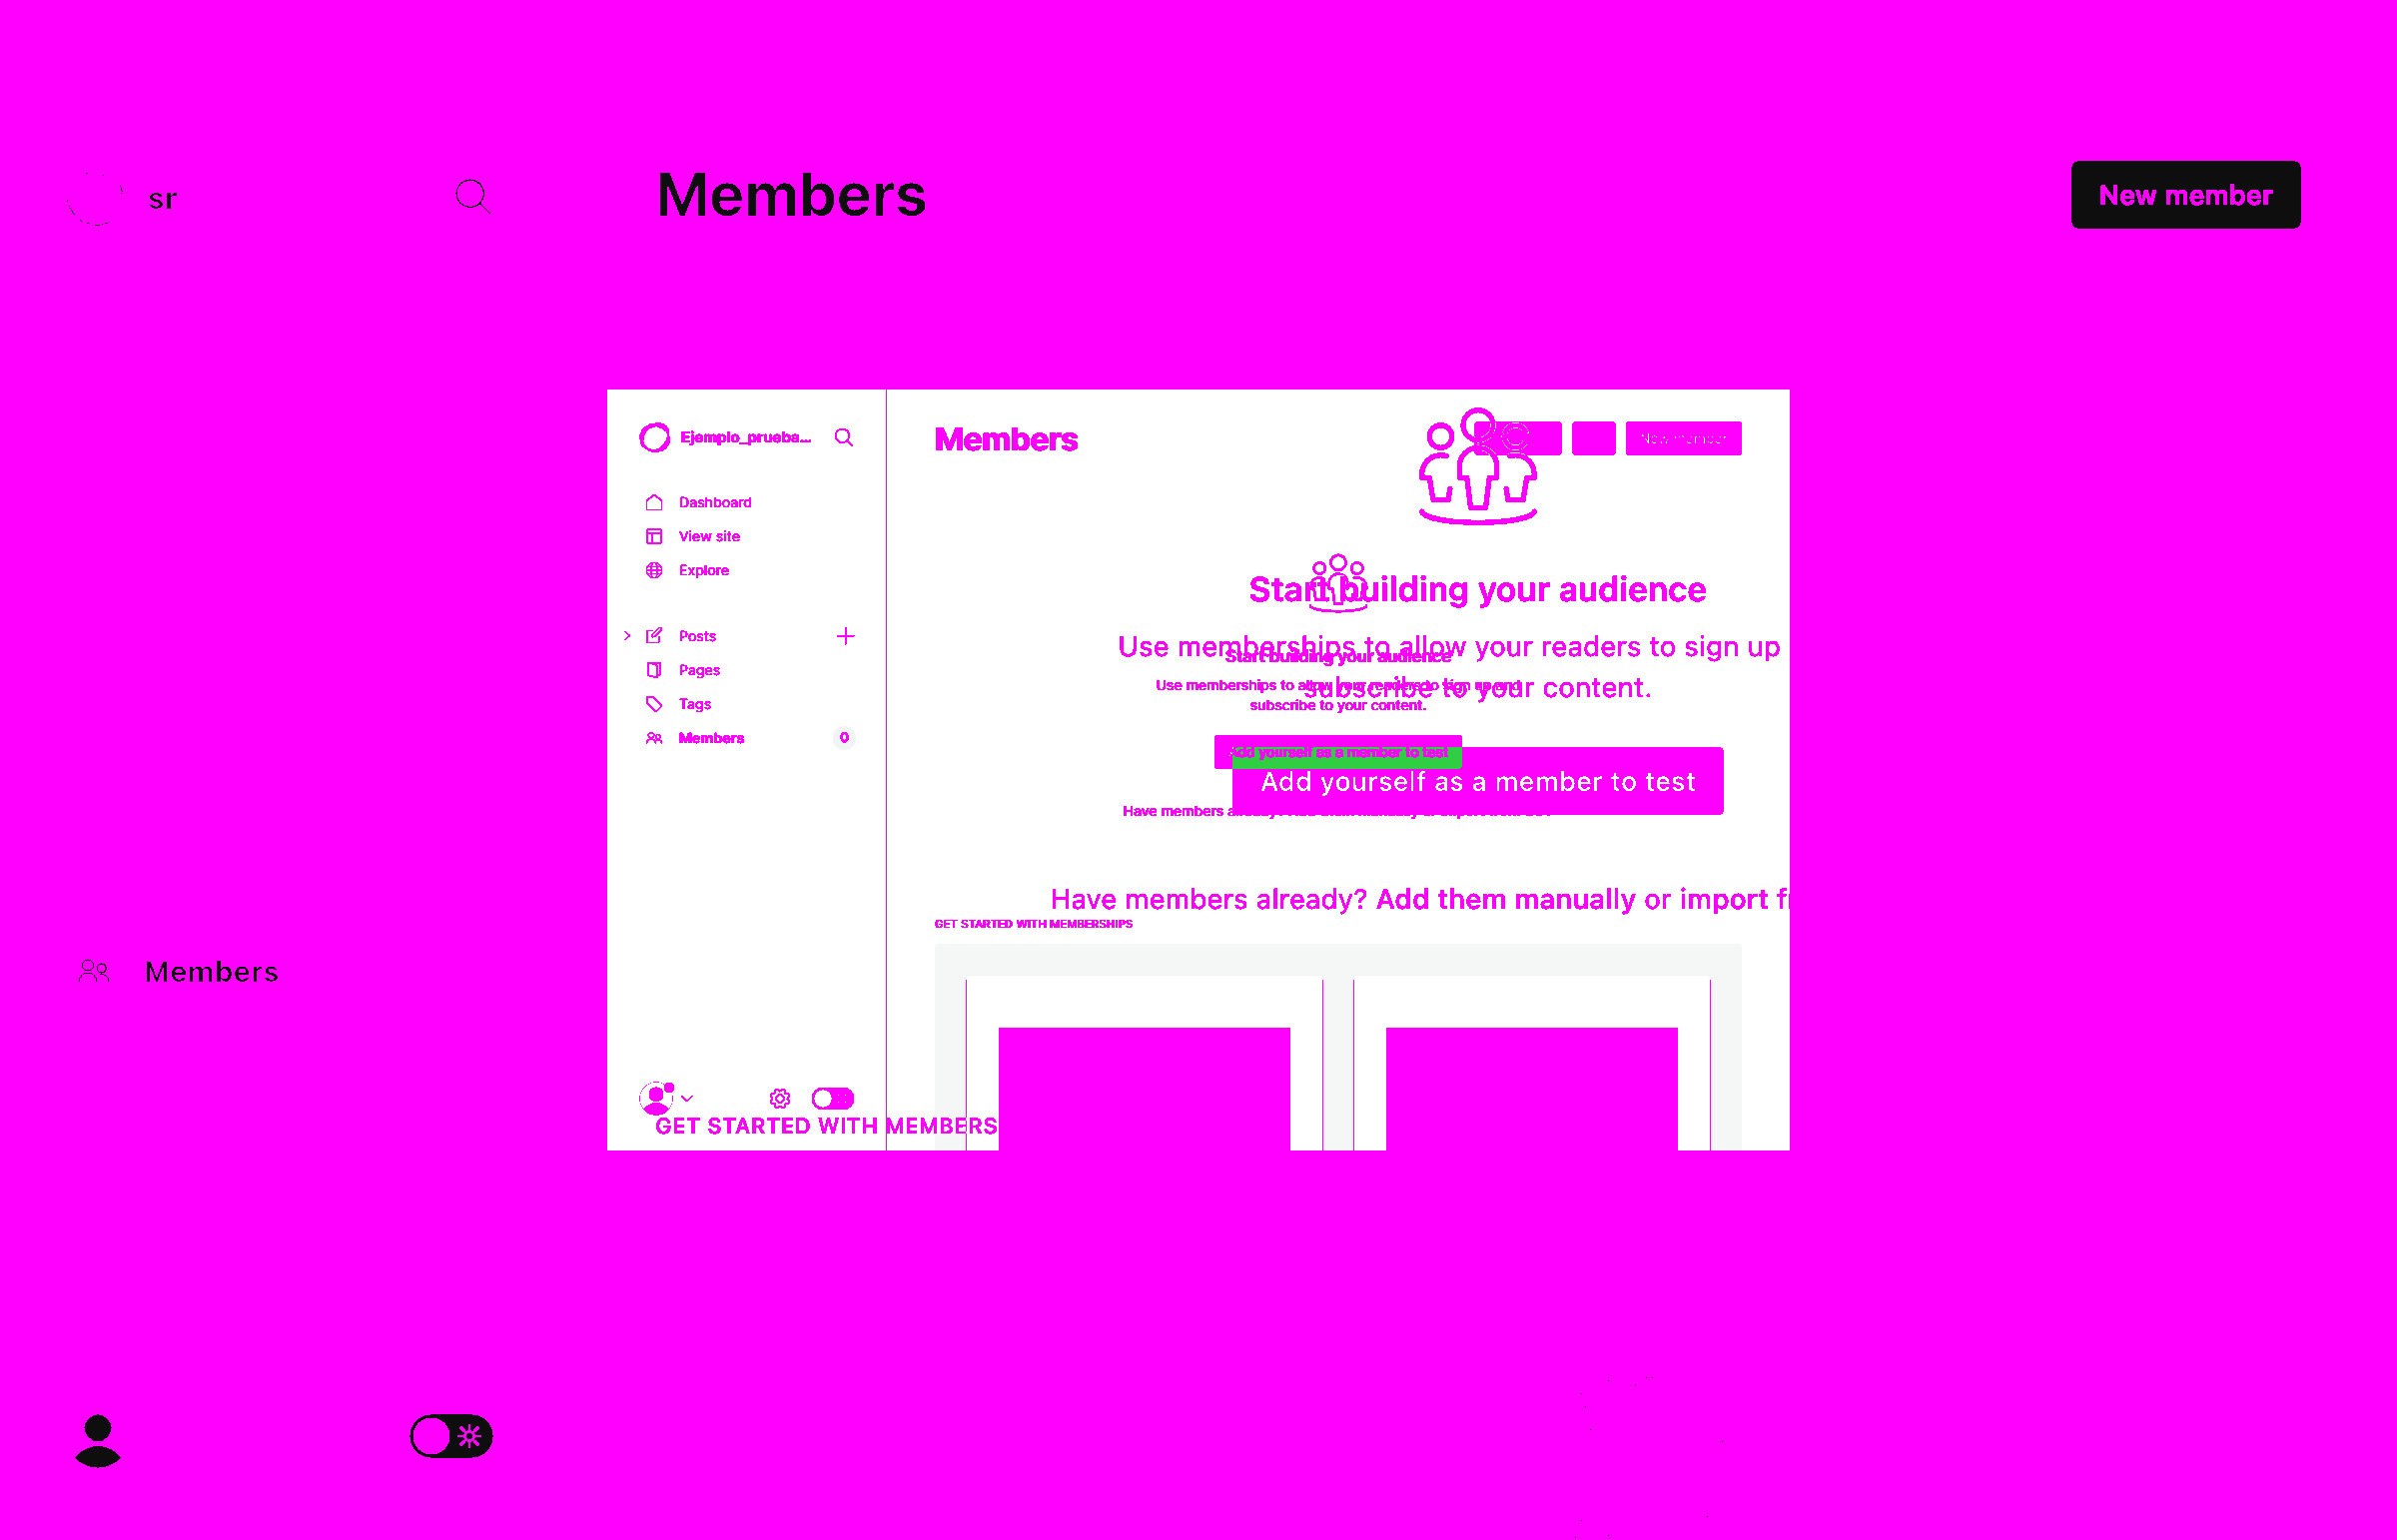 sr
Members
New member
Ejemplo_prueba...
Members
New member
Dashboard
View site
Explore
Start building your audience
Posts
Use memberships to allow your readers to sign up
Start building your audience
Pages
Use memberships to allow your readers to sign up and
subscribe to your content.
Tags
subscribe to your content.
Members
0
Add yourself as a member to test
Add yourself as a member to test
Have members
Have members already? Add them manually or import
GET STARTED WITH MEMBERSHIPS
Members
GET STARTED WITH MEMBERS